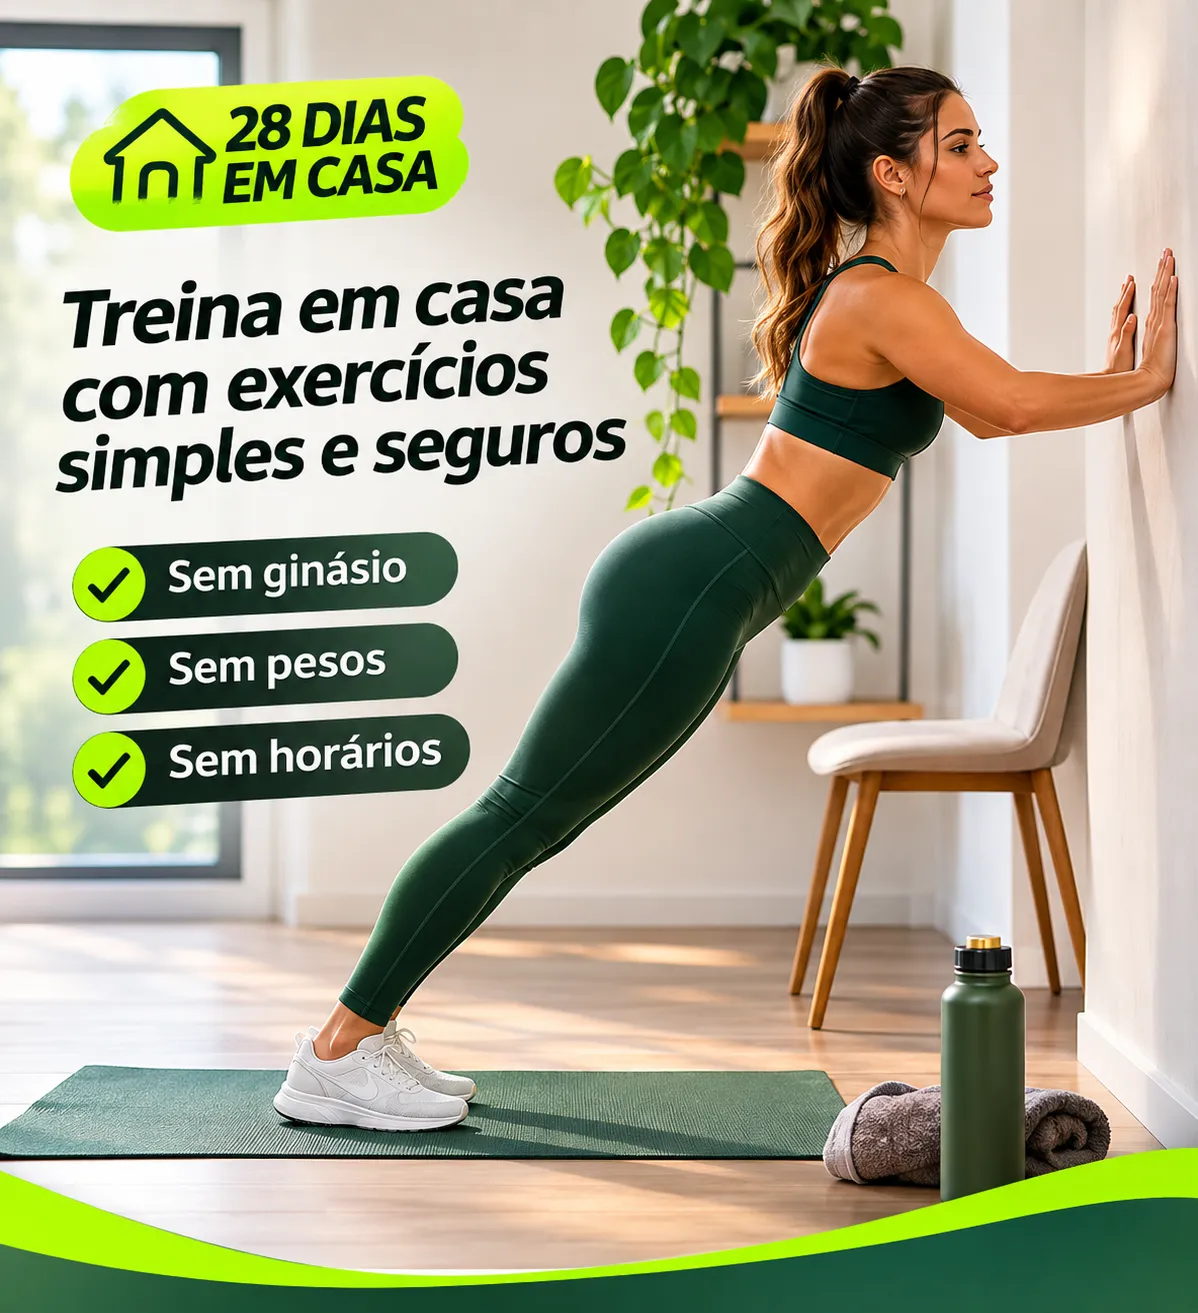 28 DIAS
EM CASA
Treina em casa
com exercícios
simples e seguros
Sem ginásio
Sem pesos
Sem horários